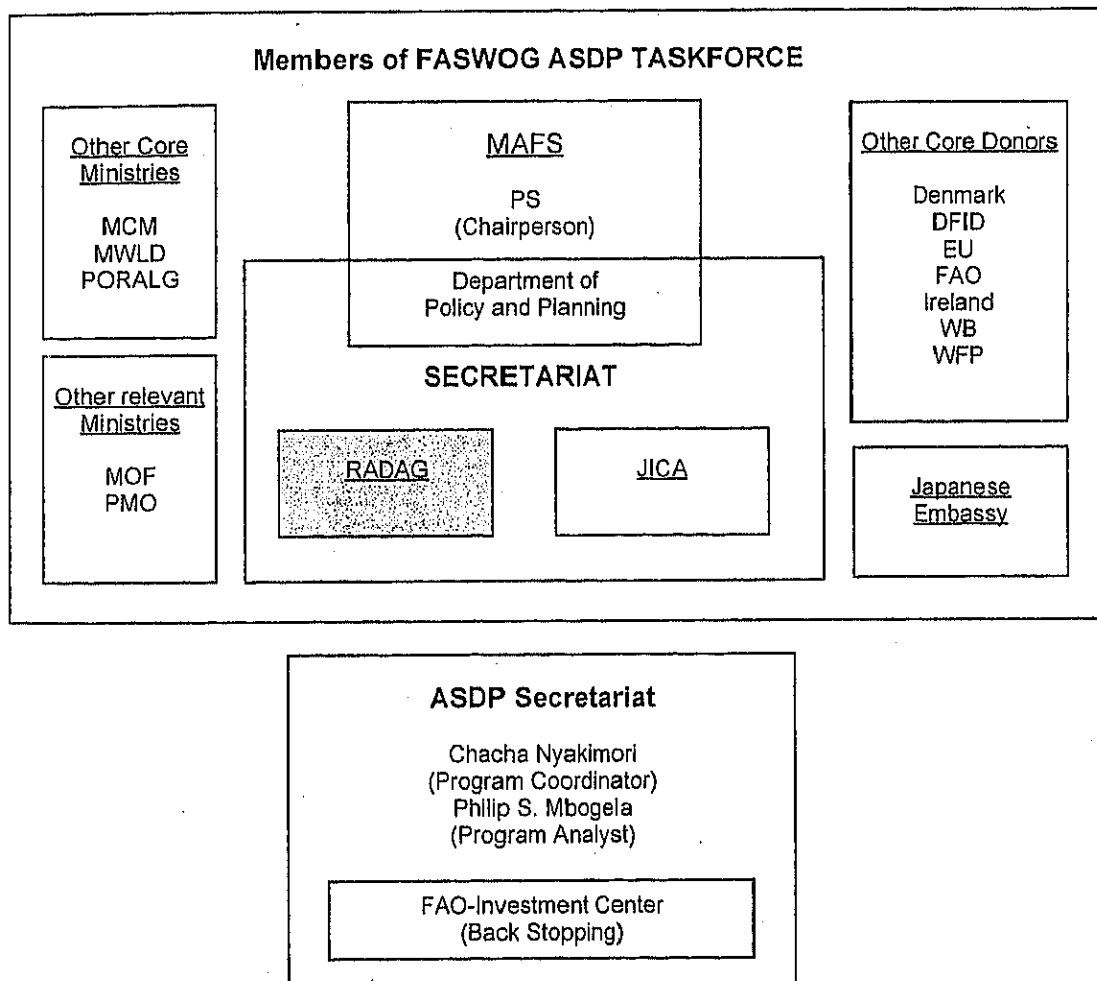 Members of FASWOG ASDP TASKFORCE
Other Core
Ministries
MCM
MWLD
PORALG
Other relevant
Ministries
MOF
PMO
MAFS
PS
(Chairperson)
Department of
Policy and Planning
SECRETARIAT
RADAG
JICA
Other Core Donors
Denmark
DFID
EU
FAO
Ireland
WB
WFP
Japanese
Embassy
ASDP Secretariat
Chacha Nyakimori
(Program Coordinator)
Philip S. Mbogela
(Program Analyst)
FAO-Investment Center
(Back Stopping)